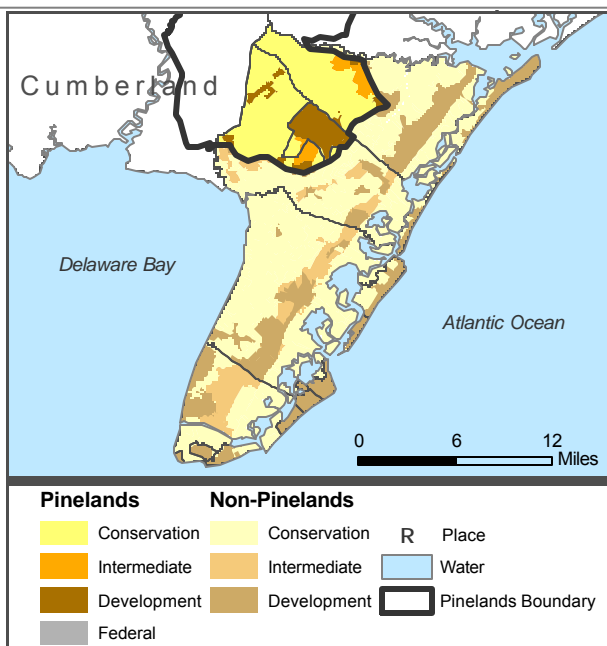 Cumberland
Delaware Bay
Atlantic Ocean
0 6 12
Miles
Pinelands Non-Pinelands
Conservation Conservation R Place
Intermediate Intermediate Water
Development Development Pinelands Boundary
Federal